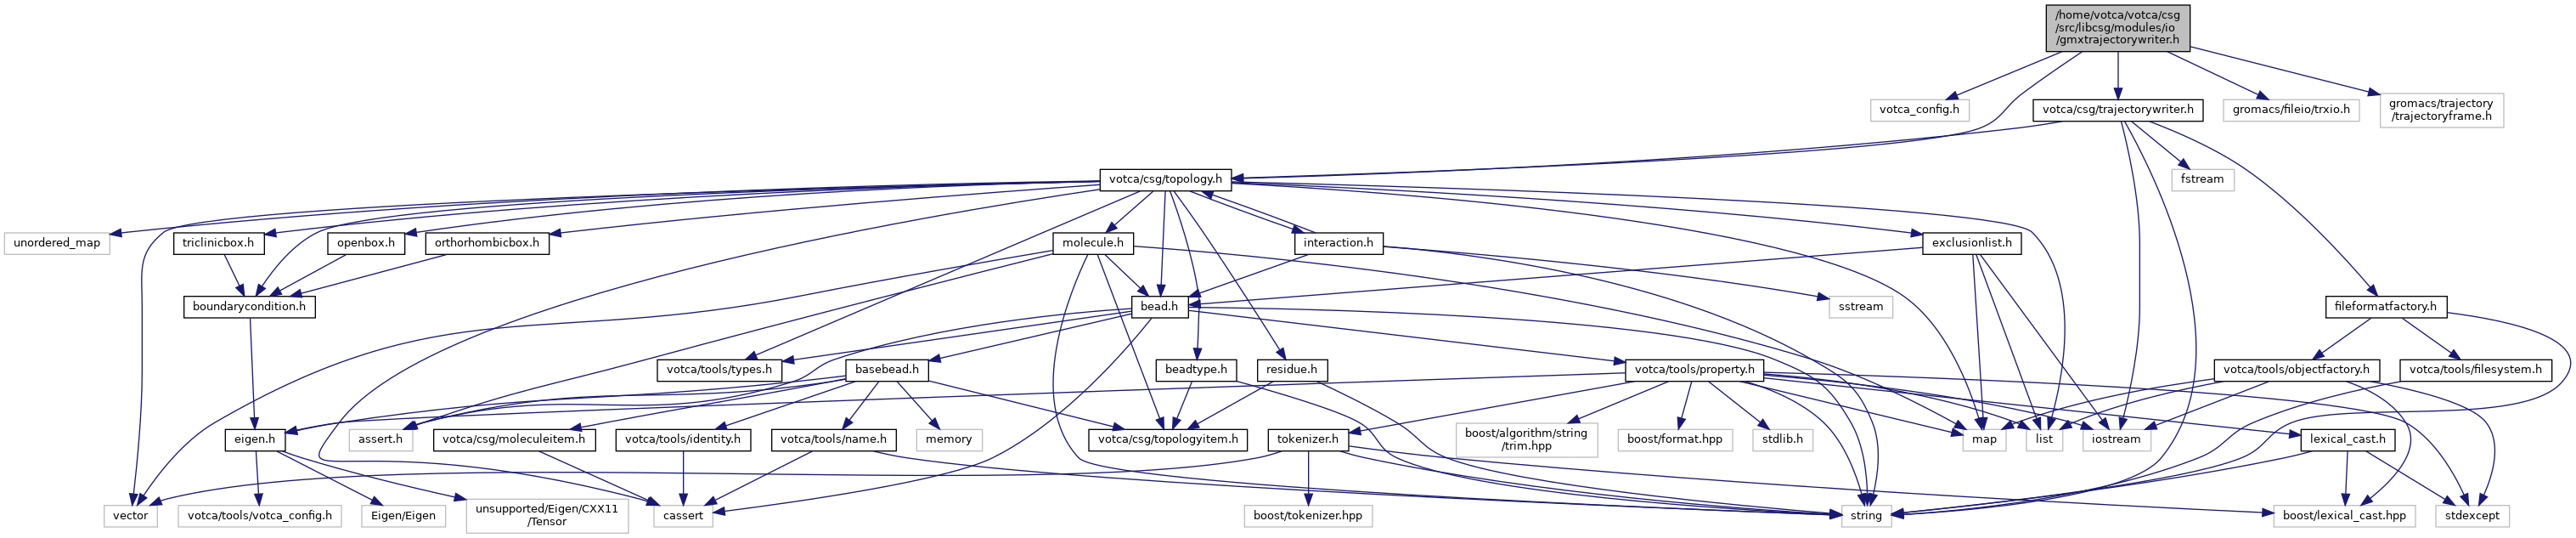 /home/votca/votca/csg
/src/libcsg/modules/io
/gmxtrajectorywriter.h
votca_config.h
votca/csg/trajectorywriter.h
gromacs/fileio/trxio.h
gromacs/trajectory
/trajectoryframe.h
votca/csg/topology.h
fstream
unordered_map
triclinicbox.h
openbox.h
orthorhombicbox.h
molecule.h
interaction.h
exclusionlist.h
boundarycondition.h
bead.h
sstream
fileformatfactory.h
votca/tools/types.h
basebead.h
beadtype.h
residue.h
votca/tools/property.h
votca/tools/objectfactory.h
votca/tools/filesystem.h
eigen.h
assert.h
votca/csg/moleculeitem.h
votca/tools/identity.h
votca/tools/name.h
memory
votca/csg/topologyitem.h
tokenizer.h
boost/algorithm/string
/trim.hpp
boost/format.hpp
stdlib.h
map
list
iostream
lexical_cast.h
vector
votca/tools/votca_config.h
Eigen/Eigen
unsupported/Eigen/CXX11
/Tensor
cassert
boost/tokenizer.hpp
string
boost/lexical_cast.hpp
stdexcept